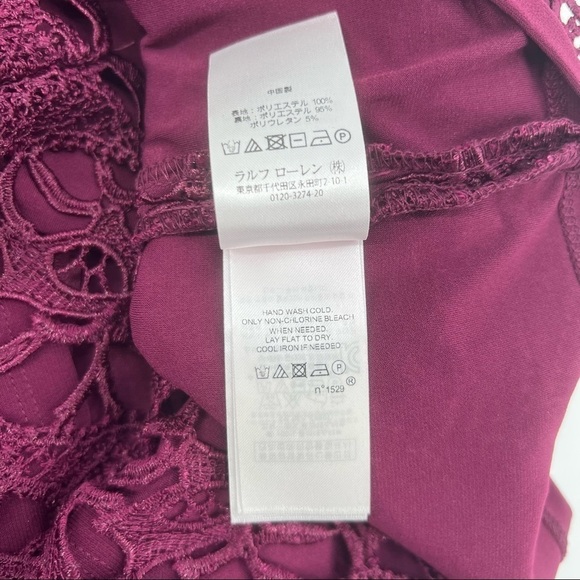 中国製
表地: ポリエステル 100%
裏地: ポリエステル 95%
ポリウレタン 5%
ラルフ ローレン (株)
東京都千代田区永田町2-10-1
0120-3274-20
HAND WASH COLD.
ONLY NON-CHLORINE BLEACH
WHEN NEEDED.
LAY FLAT TO DRY.
COOL IRON IF NEEDED.
n°1529®